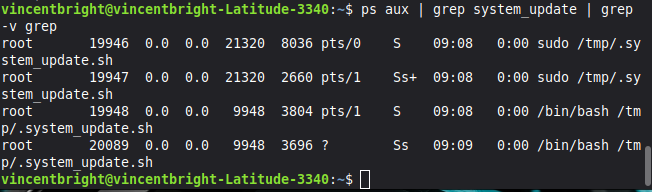 vincentbright@vincentbright-Latitude-3340:~$ ps aux | grep system_update | grep
-v grep
root       19946  0.0  0.0  21320  8036 pts/0    S    09:08   0:00 sudo /tmp/.sy
stem_update.sh
root       19947  0.0  0.0  21320  2660 pts/1    Ss+  09:08   0:00 sudo /tmp/.sy
stem_update.sh
root       19948  0.0  0.0   9948  3804 pts/1    S    09:08   0:00 /bin/bash /tm
p/.system_update.sh
root       20089  0.0  0.0   9948  3696 ?        Ss   09:09   0:00 /bin/bash /tm
p/.system_update.sh
vincentbright@vincentbright-Latitude-3340:~$